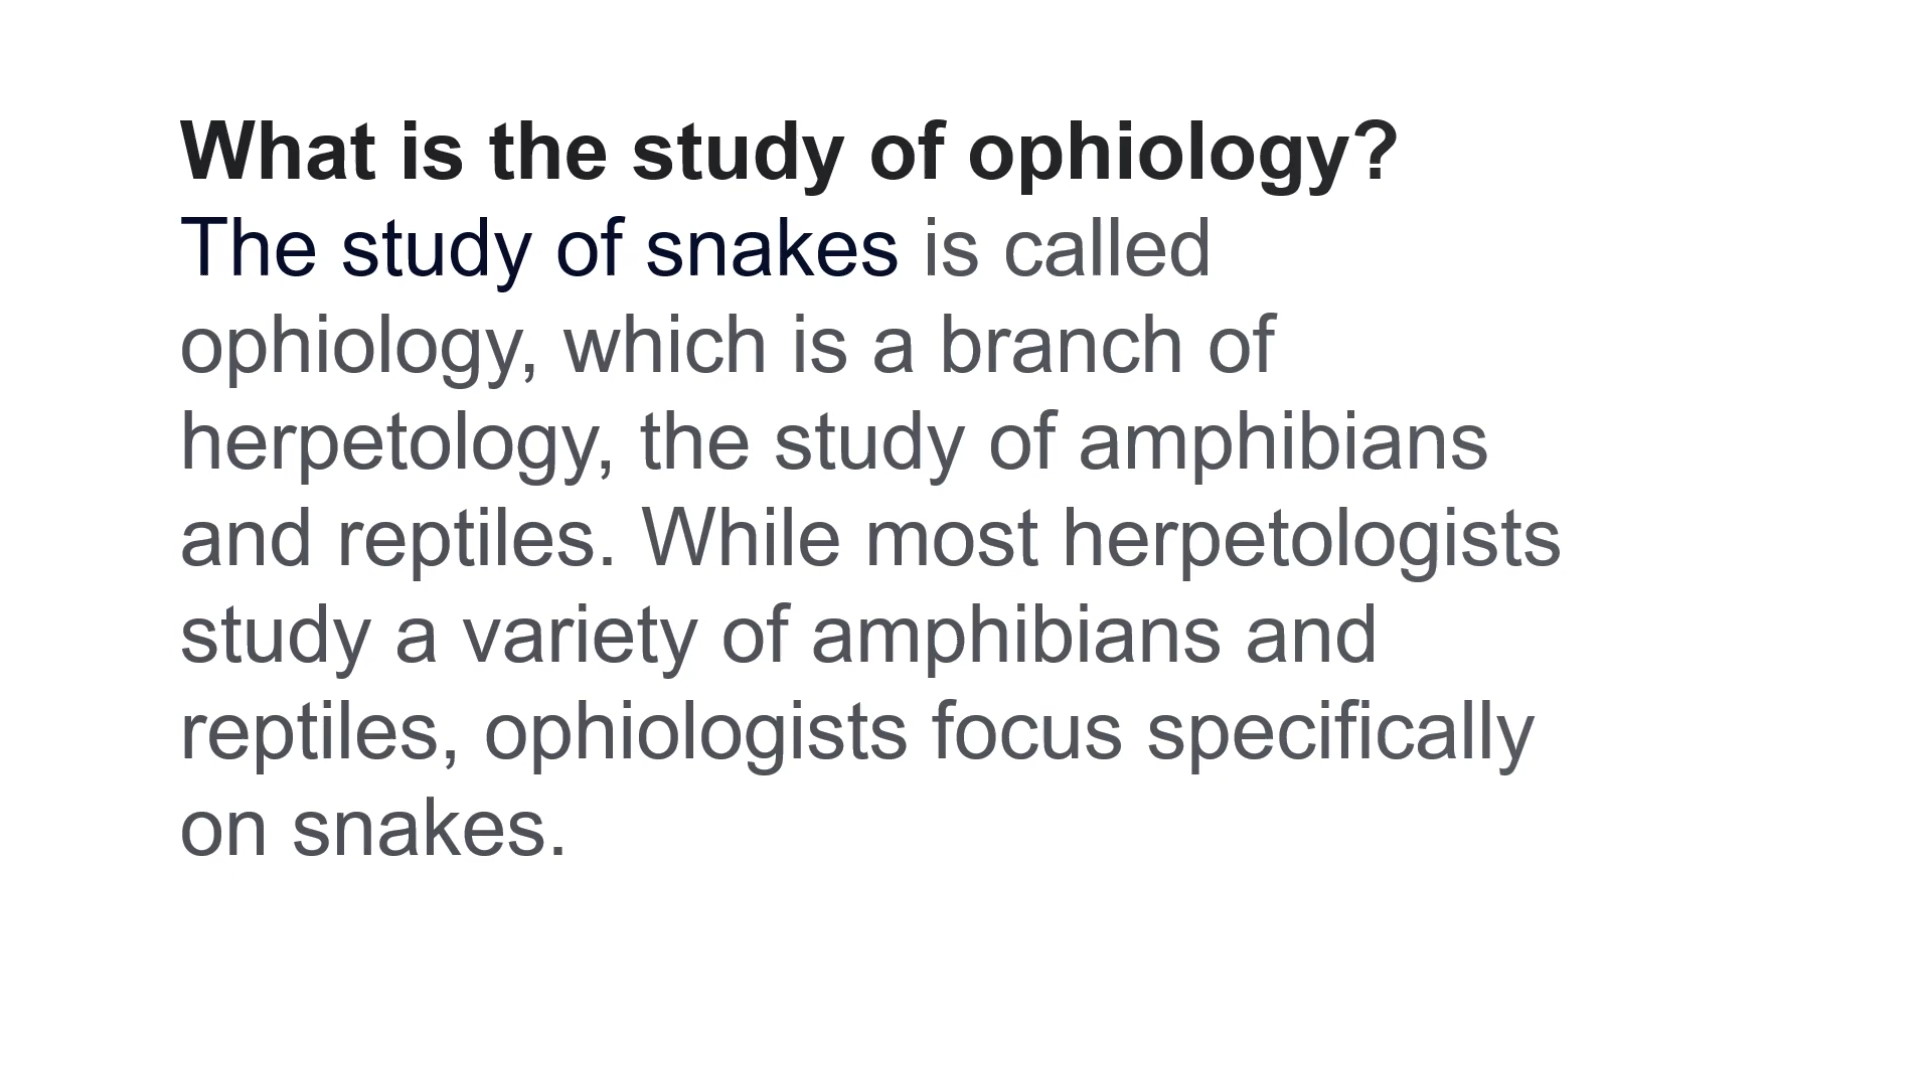 What is the study of ophiology?
The study of snakes is called
ophiology, which is a branch of
herpetology, the study of amphibians
and reptiles. While most herpetologists
study a variety of amphibians and
reptiles, ophiologists focus specifically
on snakes.